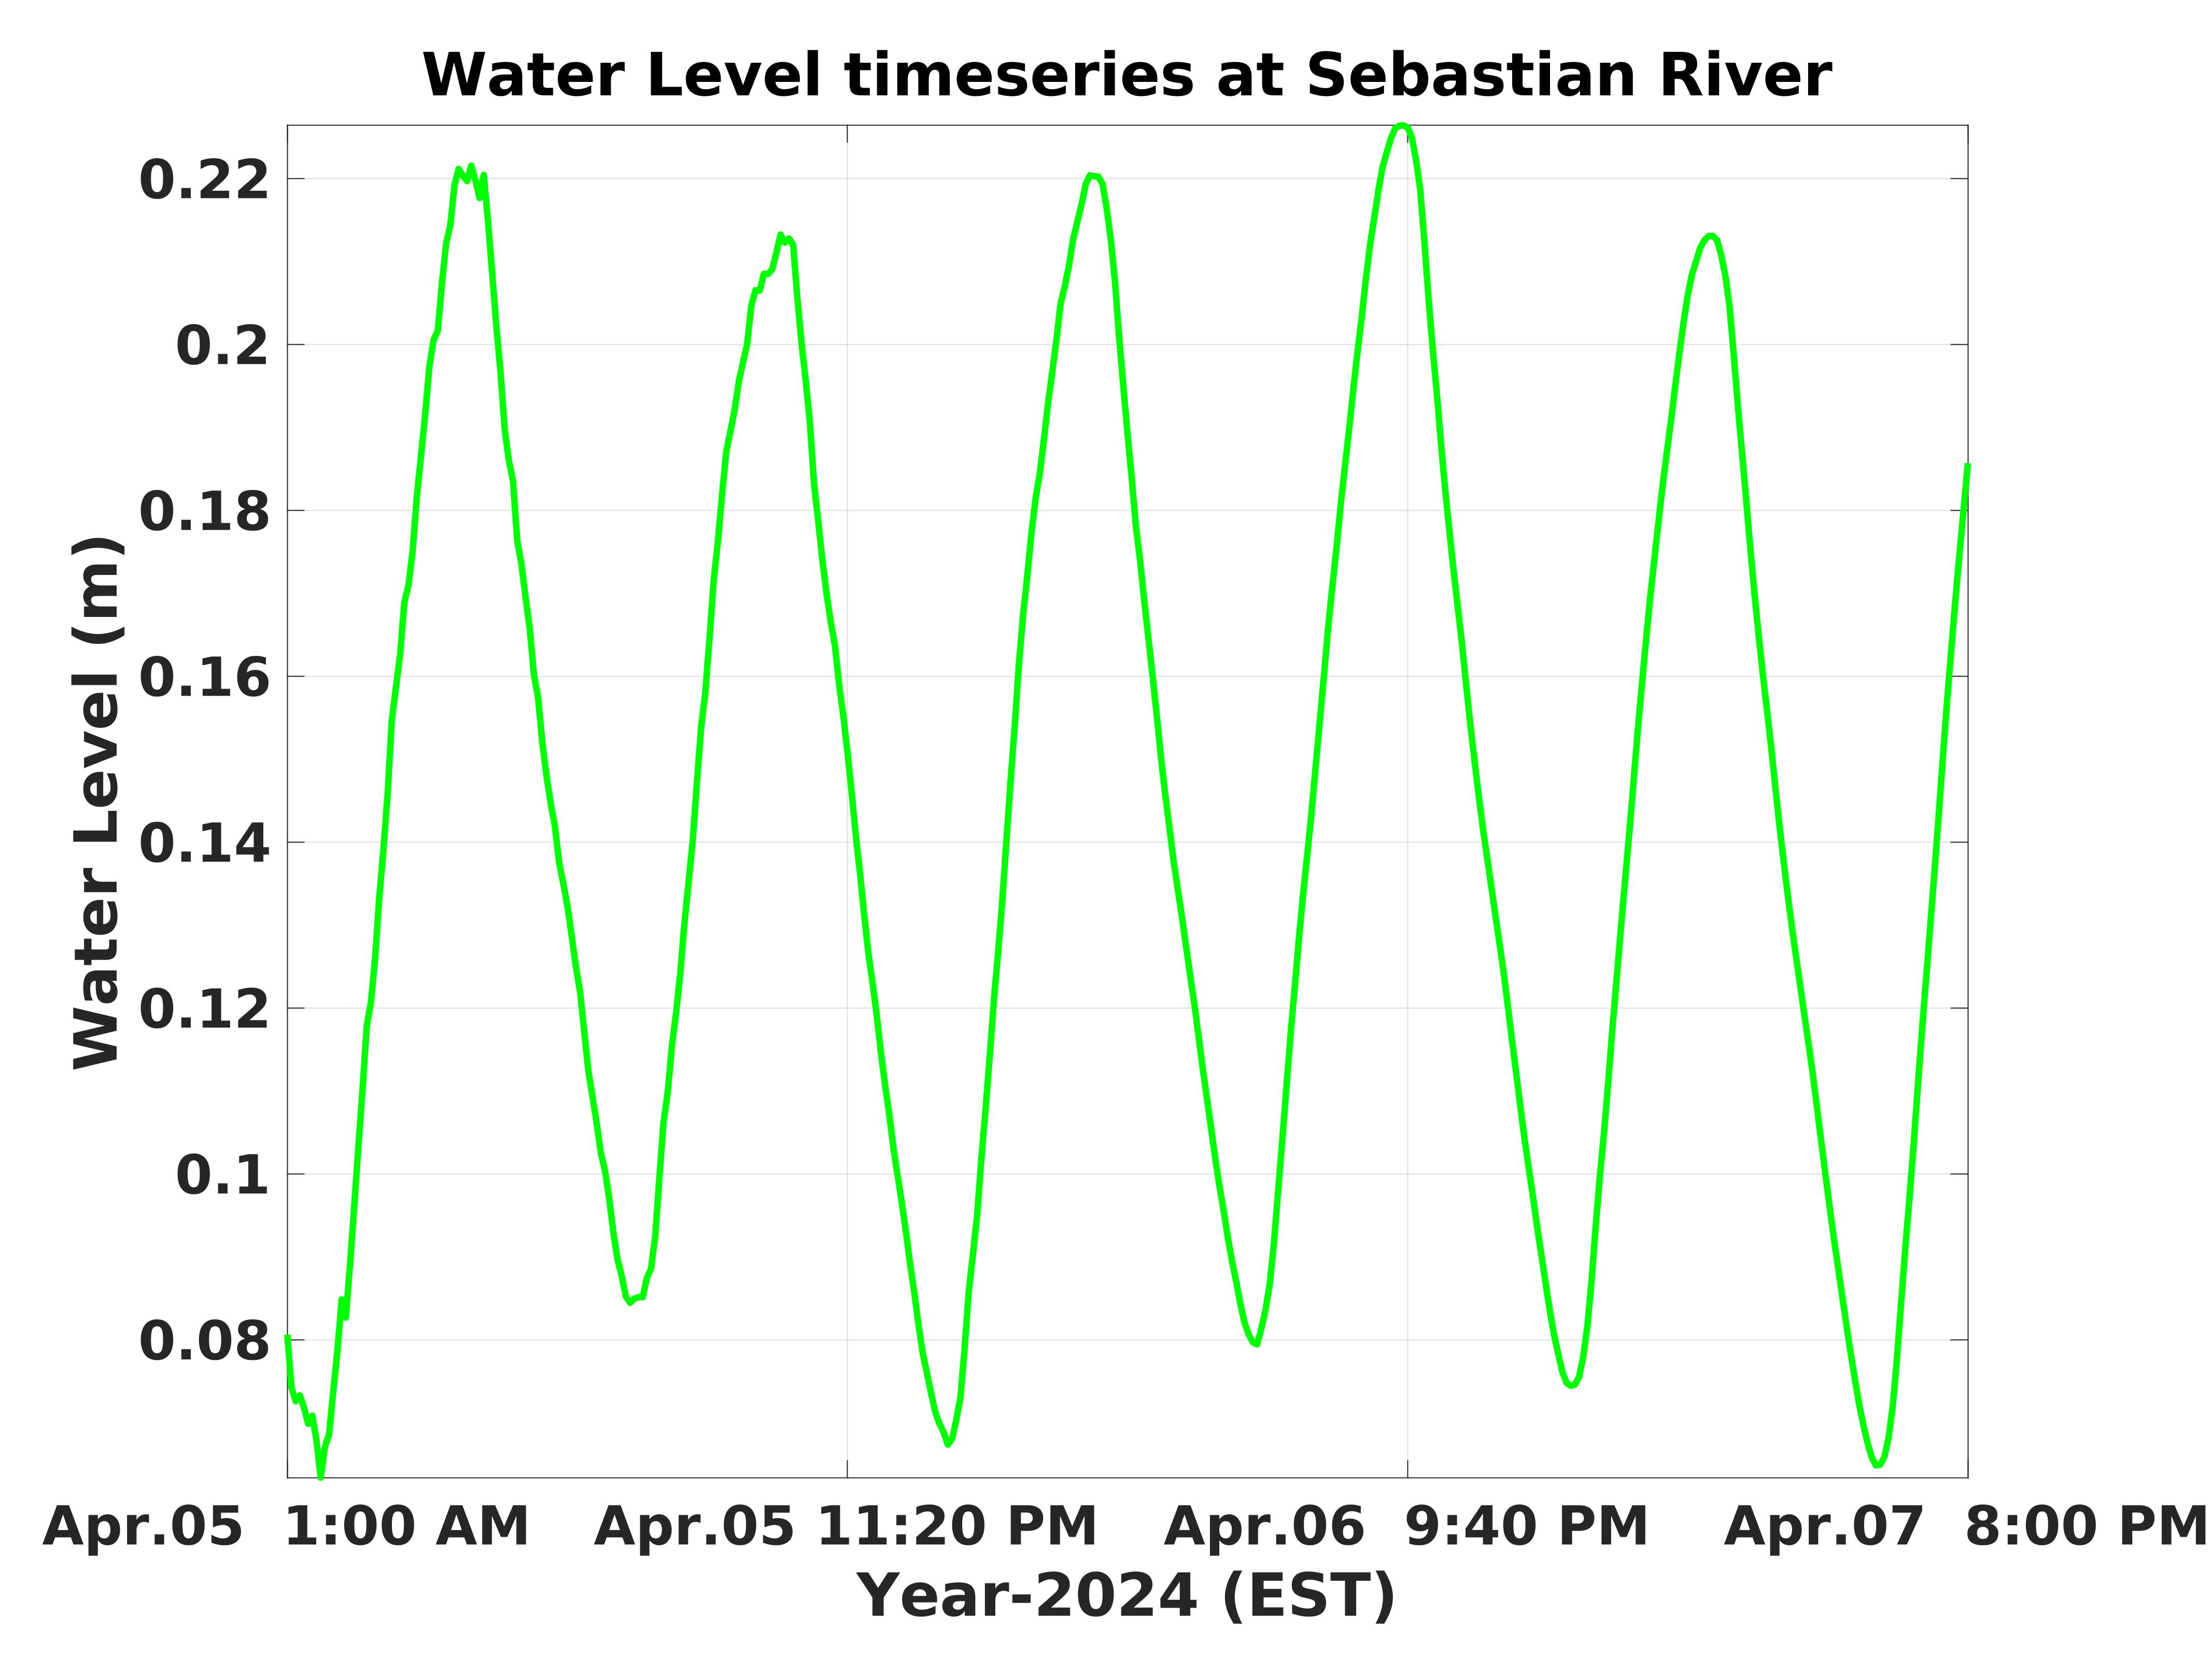 Water Level timeseries at Sebastian River
Water Level (m)
0.22
0.2
0.18
0.16
0.14
0.12
0.1
0.08
Apr.05 1:00 AM Apr.05 11:20 PM Apr.06 9:40 PM Apr.07 8:00 PM
Year-2024 (EST)